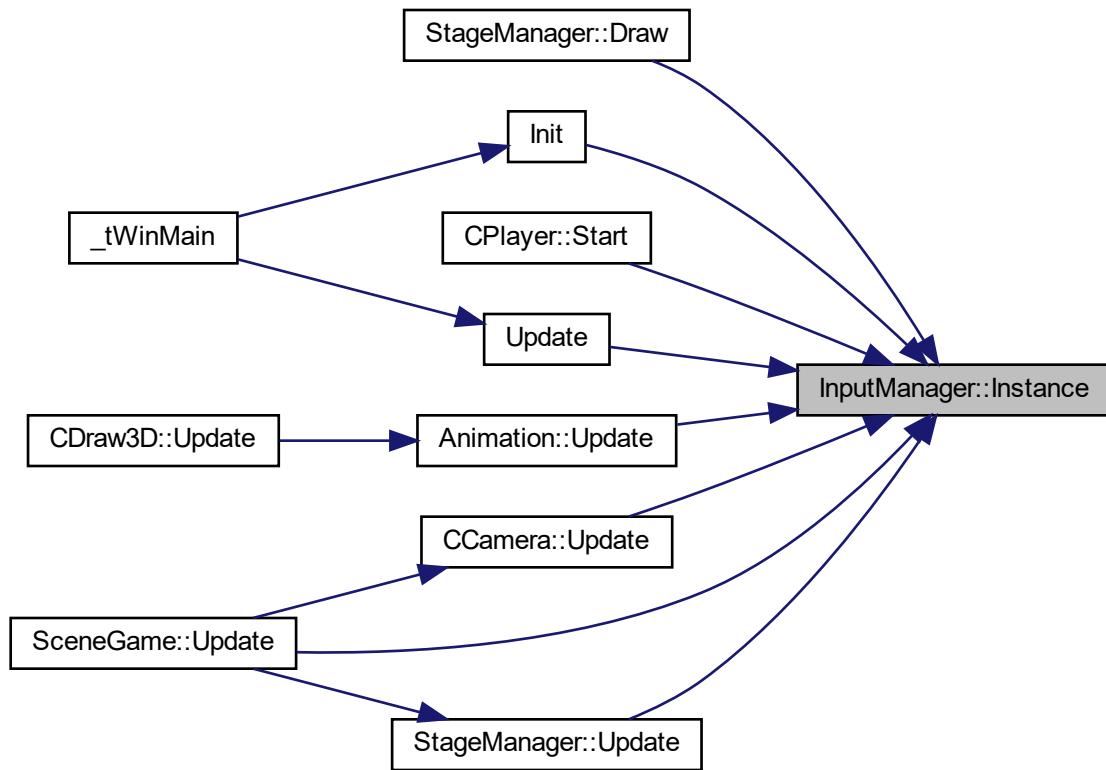 StageManager::Draw
Init
_tWinMain
CPlayer::Start
Update
InputManager::Instance
CDraw3D::Update
Animation::Update
CCamera::Update
SceneGame::Update
StageManager::Update